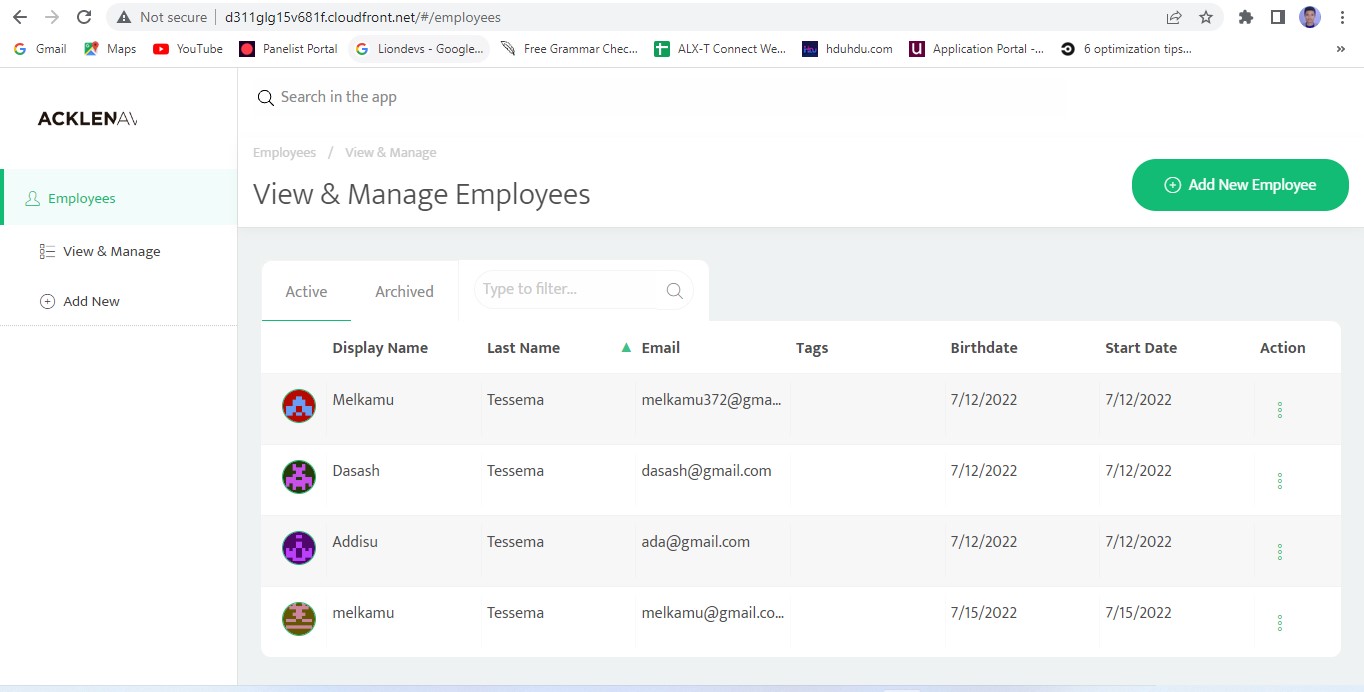 Not secure | d311glg15v681f.cloudfront.net/#/employees
Gmail Maps YouTube Panelist Portal Liondevs - Google... Free Grammar Chec... ALX-T Connect We... hduhdu.com Application Portal -... 6 optimization tips... »
Search in the app
ACKLENAV
Employees / View & Manage
View & Manage Employees
Add New Employee
Employees
View & Manage
Add New
Active Archived Type to filter...
Display Name Last Name Email Tags Birthdate Start Date Action
Melkamu Tessema melkamu372@gma... 7/12/2022 7/12/2022
Dasash Tessema dasash@gmail.com 7/12/2022 7/12/2022
Addisu Tessema ada@gmail.com 7/12/2022 7/12/2022
melkamu Tessema melkamu@gmail.co... 7/15/2022 7/15/2022